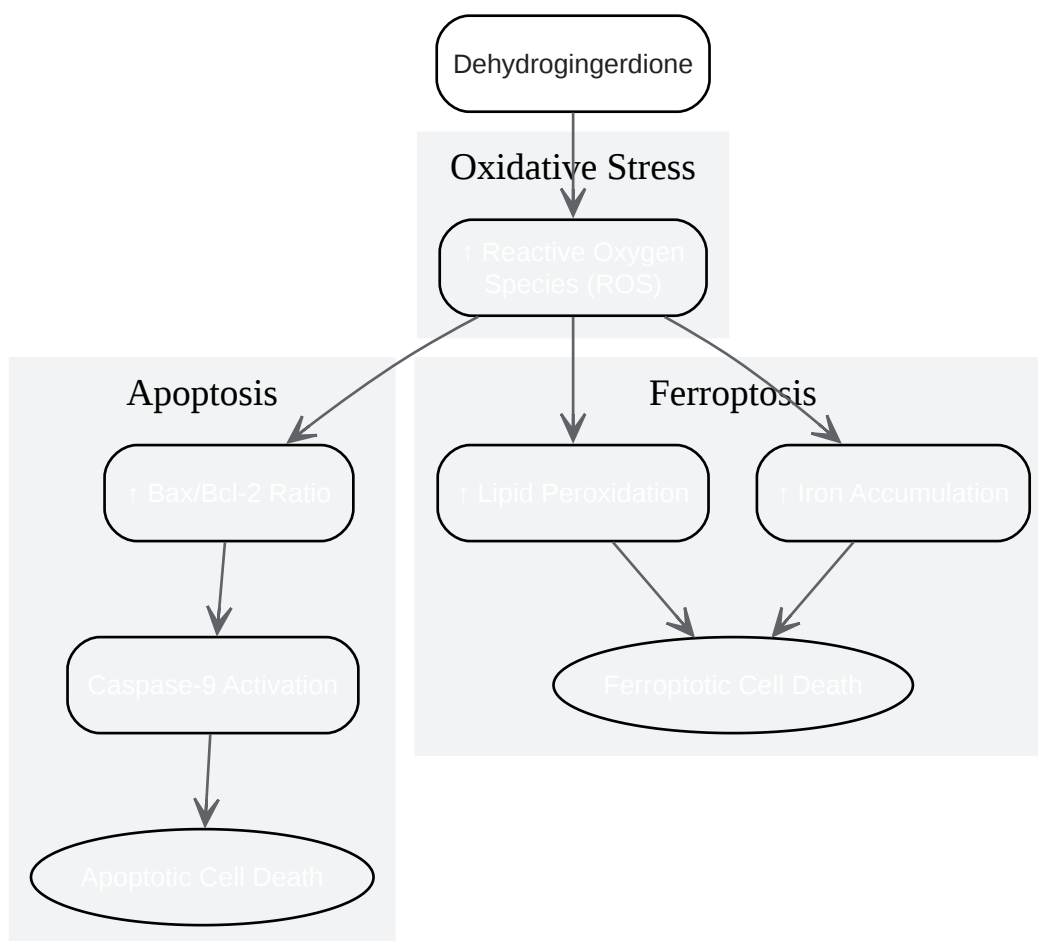 Dehydrogingerdione
Oxidative Stress
↑ Reactive Oxygen
Species (ROS)
Apoptosis
Ferroptosis
↑ Bax/Bcl-2 Ratio
↑ Lipid Peroxidation
↑ Iron Accumulation
Caspase-9 Activation
Ferroptotic Cell Death
Apoptotic Cell Death